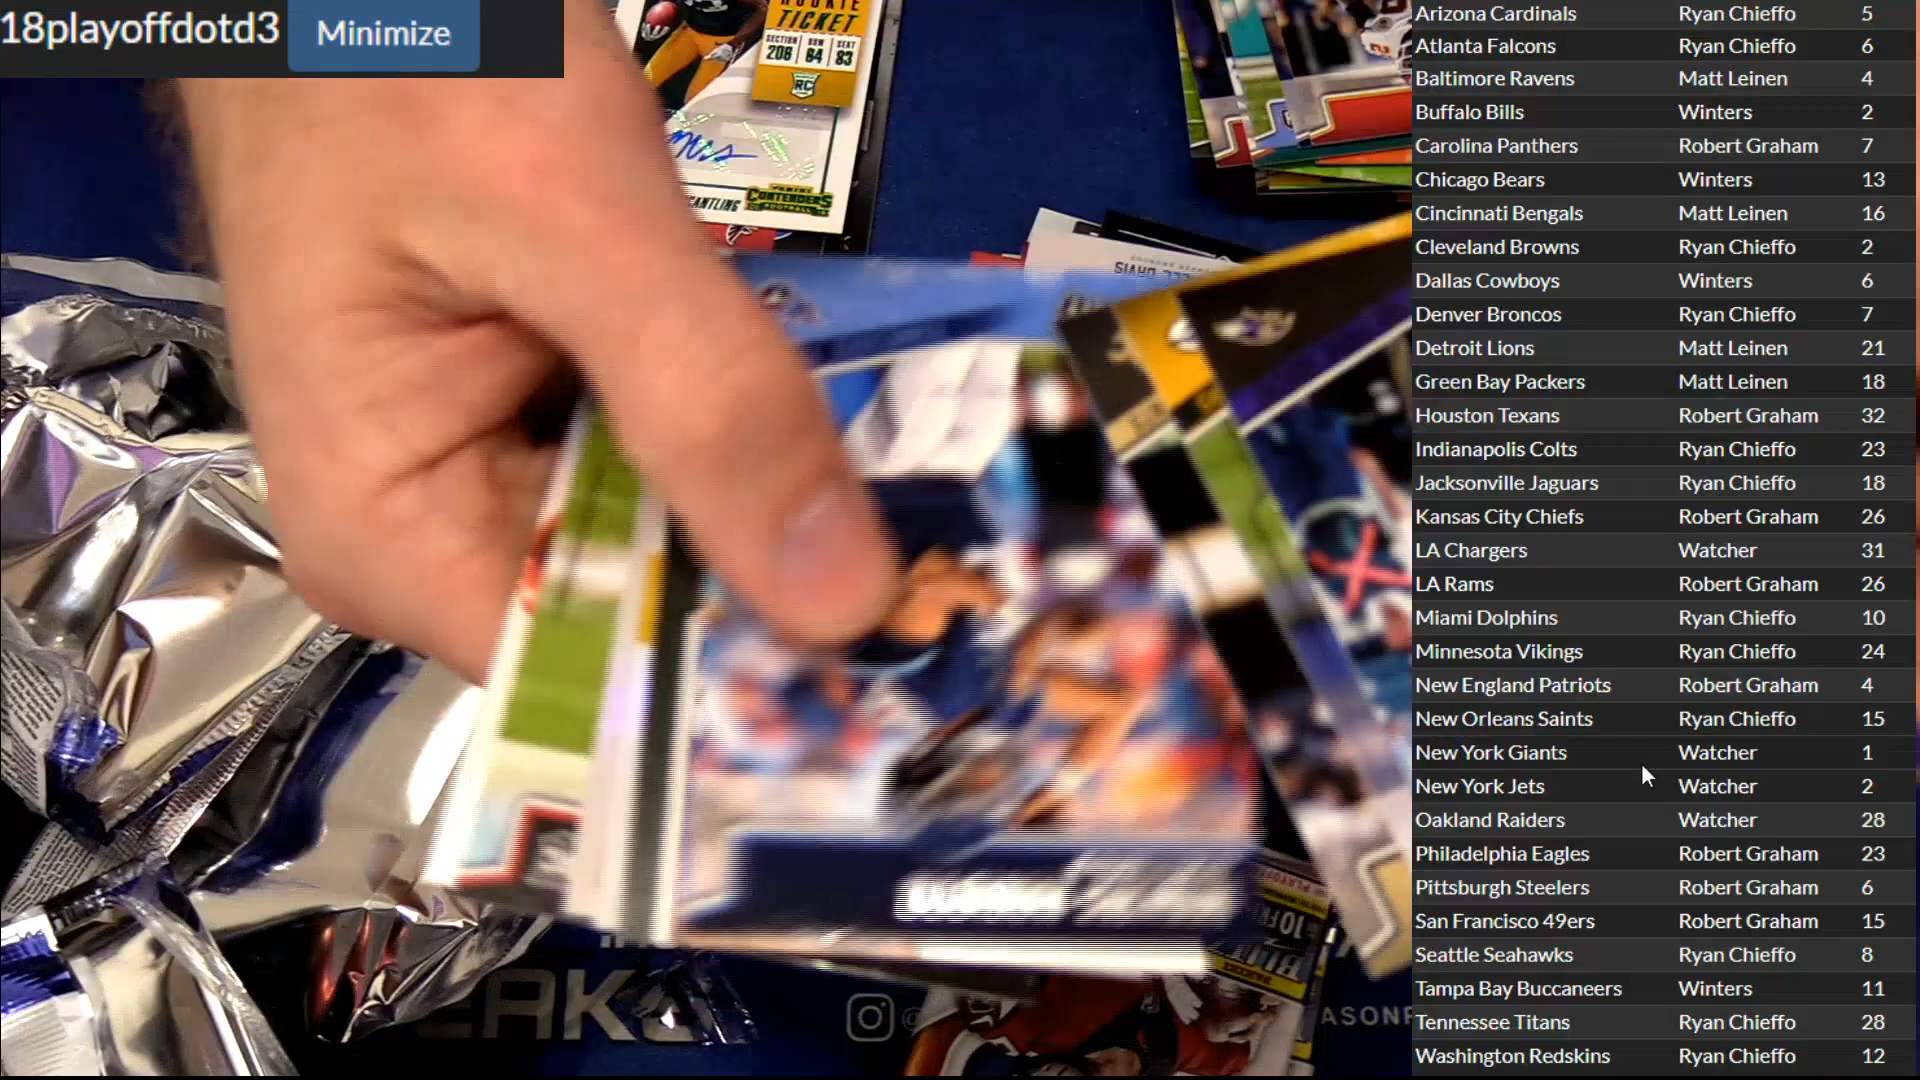 18playoffdotd3
Minimize
ROOKIE
TICKET
SECTION ROW SEAT
206 64 83
RC
CANTLING
PANINI
CONTENDERS
FOOTBALL
DAVIS
Arizona Cardinals Ryan Chieffo 5
Atlanta Falcons Ryan Chieffo 6
Baltimore Ravens Matt Leinen 4
Buffalo Bills Winters 2
Carolina Panthers Robert Graham 7
Chicago Bears Winters 13
Cincinnati Bengals Matt Leinen 16
Cleveland Browns Ryan Chieffo 2
Dallas Cowboys Winters 6
Denver Broncos Ryan Chieffo 7
Detroit Lions Matt Leinen 21
Green Bay Packers Matt Leinen 18
Houston Texans Robert Graham 32
Indianapolis Colts Ryan Chieffo 23
Jacksonville Jaguars Ryan Chieffo 18
Kansas City Chiefs Robert Graham 26
LA Chargers Watcher 31
LA Rams Robert Graham 26
Miami Dolphins Ryan Chieffo 10
Minnesota Vikings Ryan Chieffo 24
New England Patriots Robert Graham 4
New Orleans Saints Ryan Chieffo 15
New York Giants Watcher 1
New York Jets Watcher 2
Oakland Raiders Watcher 28
Philadelphia Eagles Robert Graham 23
Pittsburgh Steelers Robert Graham 6
San Francisco 49ers Robert Graham 15
Seattle Seahawks Ryan Chieffo 8
Tampa Bay Buccaneers Winters 11
Tennessee Titans Ryan Chieffo 28
Washington Redskins Ryan Chieffo 12